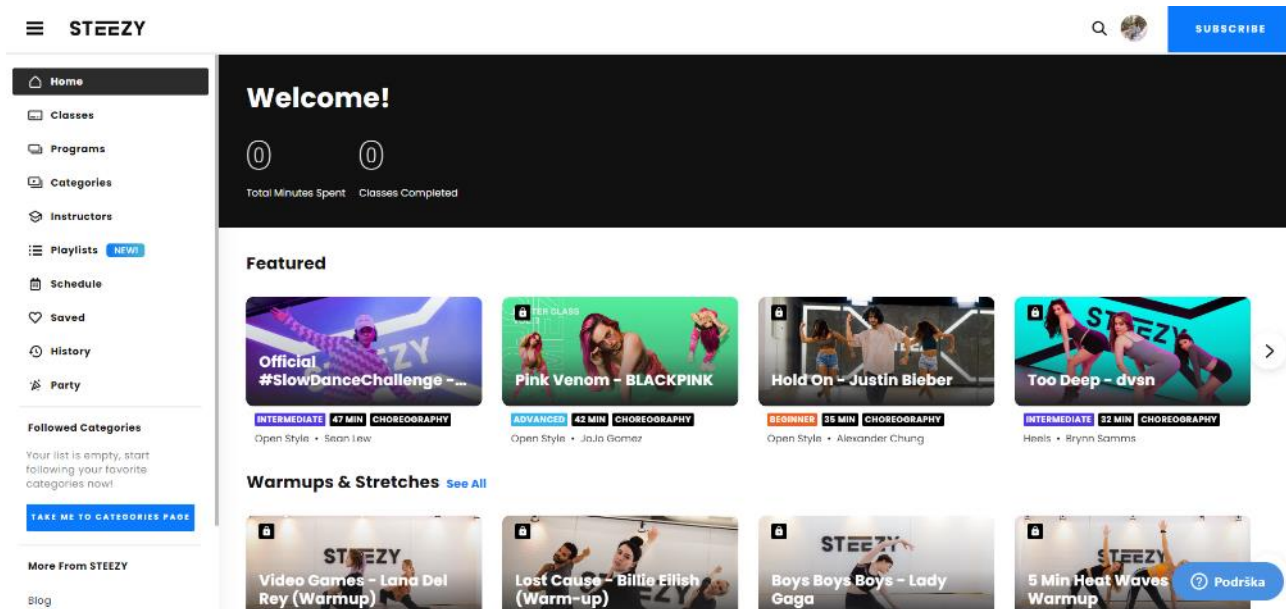 STEEZY
SUBSCRIBE
Home
Classes
Programs
Categories
Instructors
Playlists NEW!
Schedule
Saved
History
Party
Followed Categories
Your list is empty, start
following your favorite
categories now!
TAKE ME TO CATEGORIES PAGE
More From STEEZY
Blog
Welcome!
0 0
Total Minutes Spent Classes Completed
Featured
Official
#SlowDanceChallenge -...
INTERMEDIATE 47 MIN CHOREOGRAPHY
Open Style • Sean Lew
Pink Venom - BLACKPINK
ADVANCED 42 MIN CHOREOGRAPHY
Open Style • JoJo Gomez
Hold On - Justin Bieber
BEGINNER 35 MIN CHOREOGRAPHY
Open Style • Alexander Chung
STEEZY
Too Deep - dvsn
INTERMEDIATE 32 MIN CHOREOGRAPHY
Heels • Brynn Samms
Warmups & Stretches See All
STEEZY
Video Games - Lana Del
Rey (Warmup)
Lost Cause - Billie Eilish
(Warm-up)
STEEZY
Boys Boys Boys - Lady
Gaga
STEEZY
5 Min Heat Waves
Warmup
Podrška